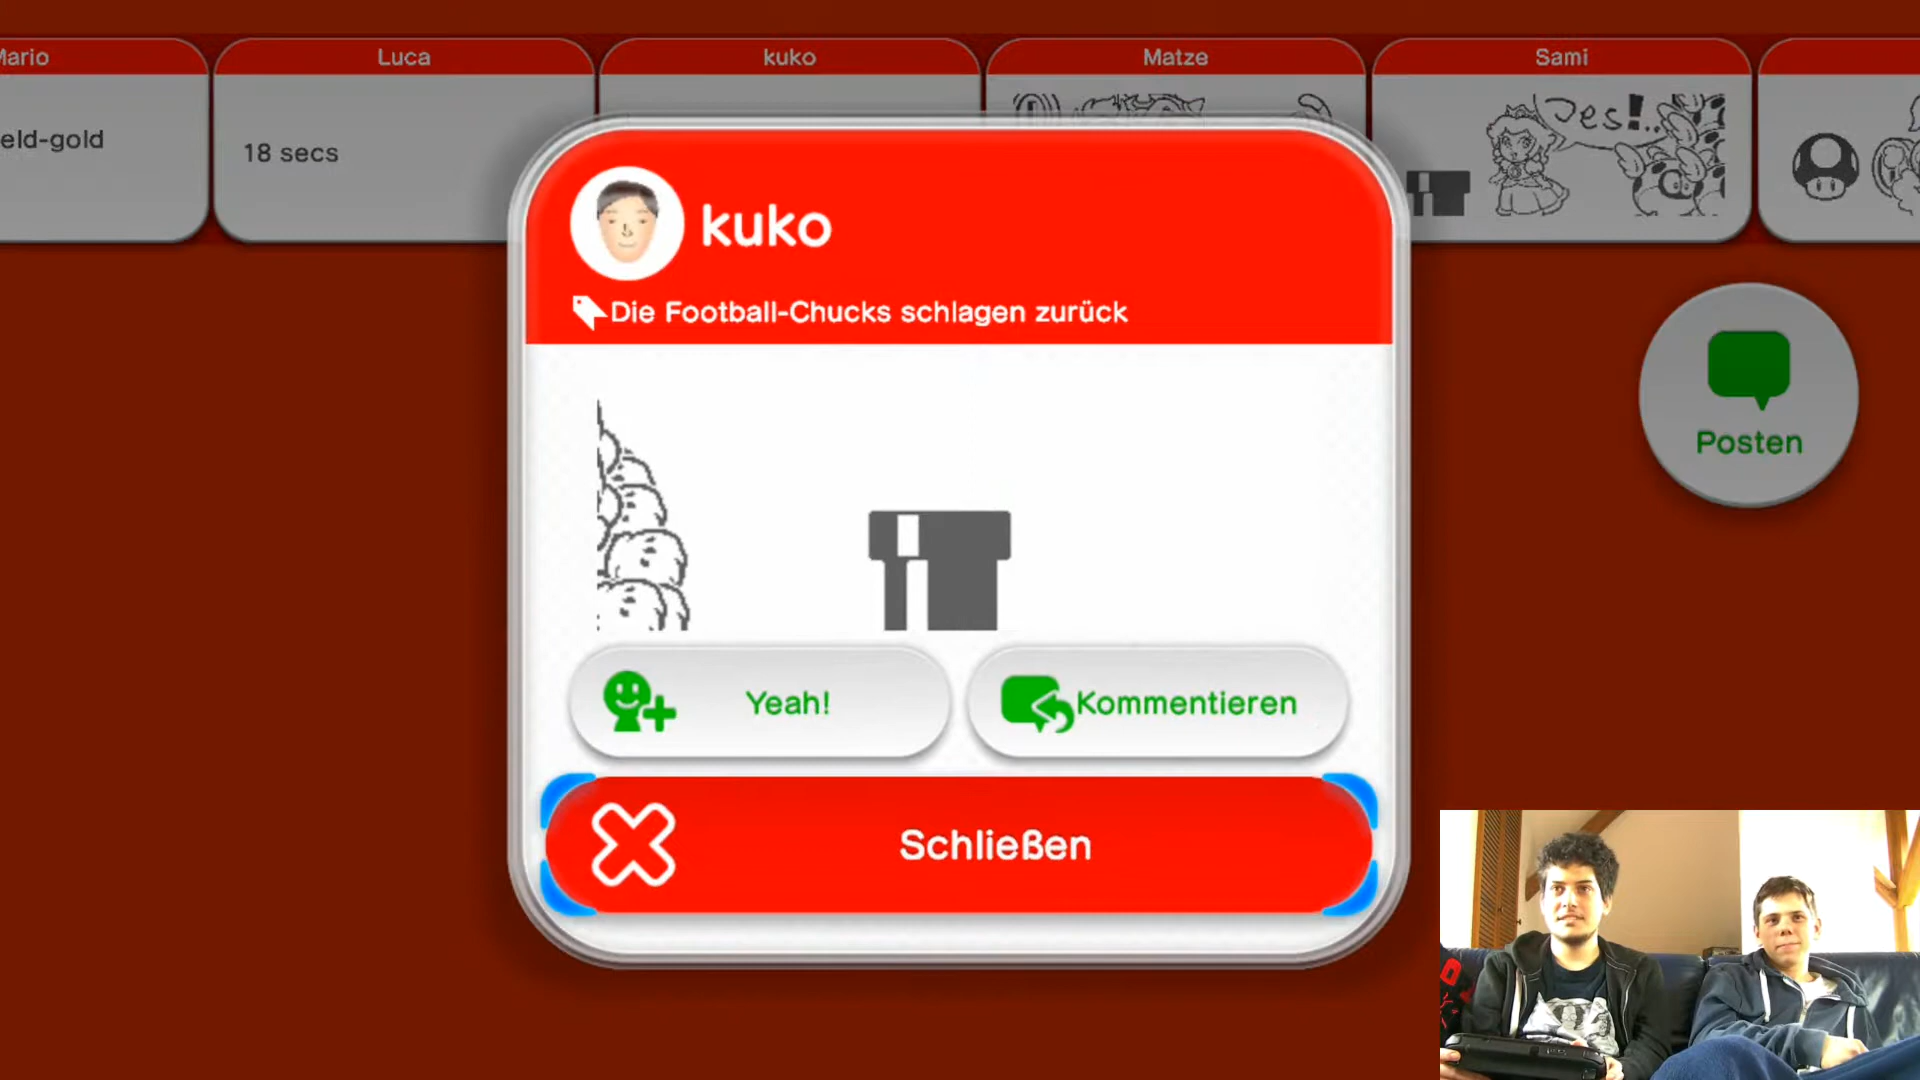 Mario
Luca
kuko
Matze
Sami
eld-gold
18 secs
Jes!..
kuko
Die Football-Chucks schlagen zurück
Posten
Yeah!
Kommentieren
Schließen